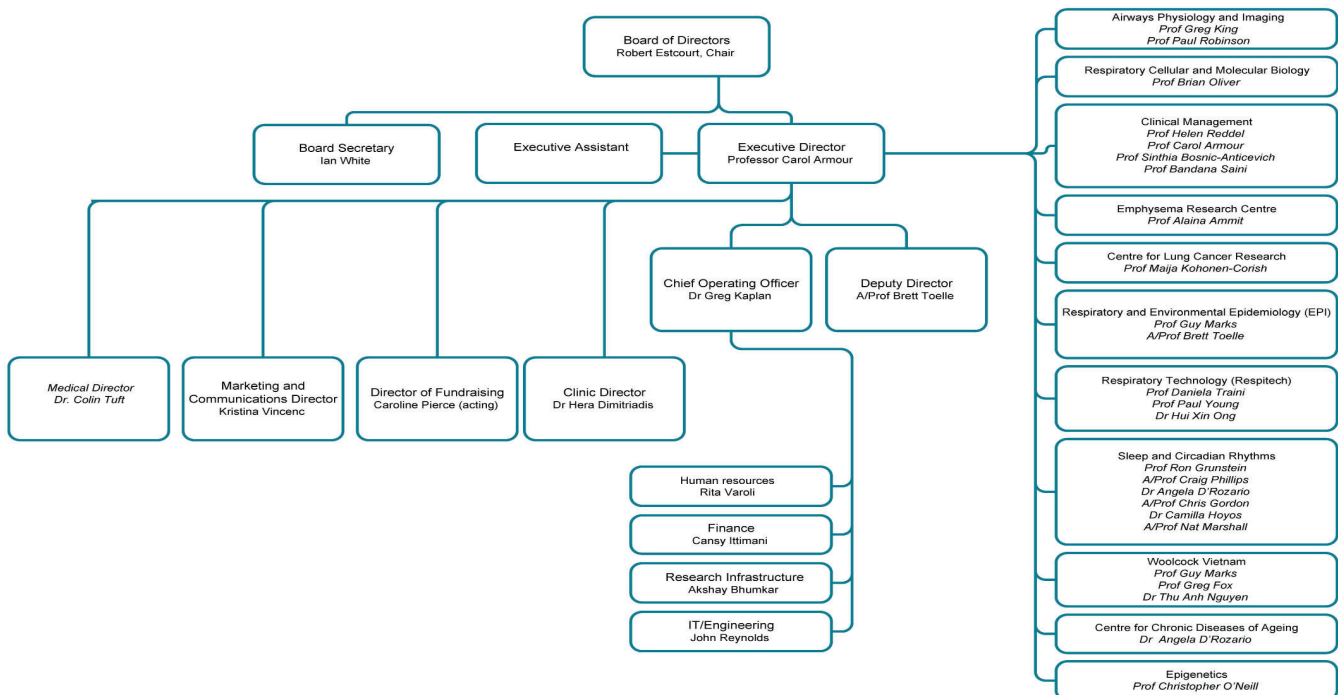 Board of Directors
Robert Estcourt, Chair
Board Secretary
Ian White
Executive Assistant
Executive Director
Professor Carol Armour
Chief Operating Officer
Dr Greg Kaplan
Deputy Director
A/Prof Brett Toelle
Medical Director
Dr. Colin Tuft
Marketing and
Communications Director
Kristina Vincenc
Director of Fundraising
Caroline Pierce (acting)
Clinic Director
Dr Hera Dimitriadis
Human resources
Rita Varoli
Finance
Cansy Ittimani
Research Infrastructure
Akshay Bhumkar
IT/Engineering
John Reynolds
Airways Physiology and Imaging
Prof Greg King
Prof Paul Robinson
Respiratory Cellular and Molecular Biology
Prof Brian Oliver
Clinical Management
Prof Helen Reddel
Prof Carol Armour
Prof Sinthia Bosnic-Anticevich
Prof Bandana Saini
Emphysema Research Centre
Prof Alaina Ammit
Centre for Lung Cancer Research
Prof Maija Kohonen-Corish
Respiratory and Environmental Epidemiology (EPI)
Prof Guy Marks
A/Prof Brett Toelle
Respiratory Technology (Respitech)
Prof Daniela Traini
Prof Paul Young
Dr Hui Xin Ong
Sleep and Circadian Rhythms
Prof Ron Grunstein
A/Prof Craig Phillips
Dr Angela D'Rozario
A/Prof Chris Gordon
Dr Camilla Hoyos
A/Prof Nat Marshall
Woolcock Vietnam
Prof Guy Marks
Prof Greg Fox
Dr Thu Anh Nguyen
Centre for Chronic Diseases of Ageing
Dr Angela D'Rozario
Epigenetics
Prof Christopher O'Neill